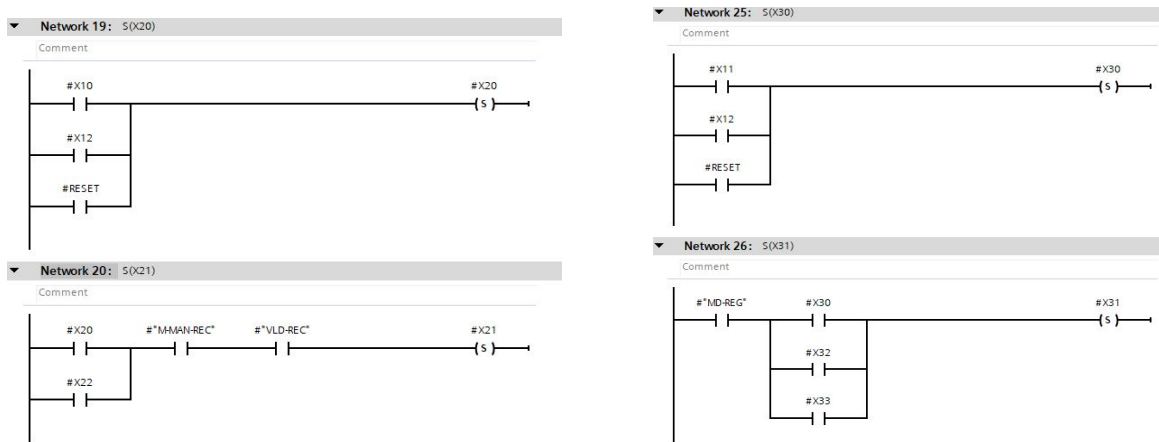 Network 19: S(X20)
Comment
#X10
#X20
( S )
#X12
#RESET
Network 20: S(X21)
Comment
#X20
#"M-MAN-REC"
#"VLD-REC"
#X21
( S )
#X22
Network 25: S(X30)
Comment
#X11
#X30
( S )
#X12
#RESET
Network 26: S(X31)
Comment
#"MD-REG"
#X30
#X31
( S )
#X32
#X33